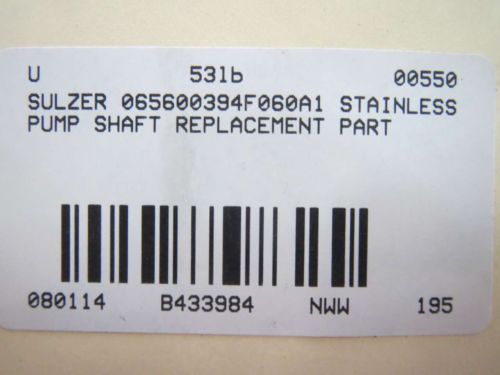 U 531b 00550
SULZER 065600394F060A1 STAINLESS
PUMP SHAFT REPLACEMENT PART
080114 B433984 NWW 195